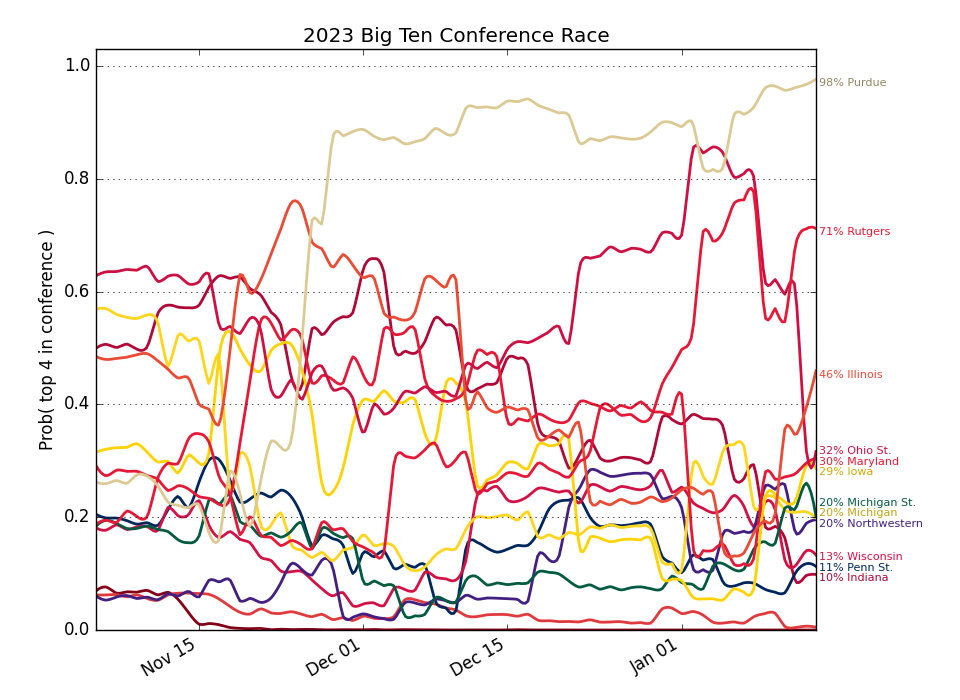 2023 Big Ten Conference Race
Prob( top 4 in conference )
1.0
0.8
0.6
0.4
0.2
0.0
Nov 15
Dec 01
Dec 15
Jan 01
98% Purdue
71% Rutgers
46% Illinois
32% Ohio St.
30% Maryland
29% Iowa
20% Michigan St.
20% Michigan
20% Northwestern
13% Wisconsin
11% Penn St.
10% Indiana